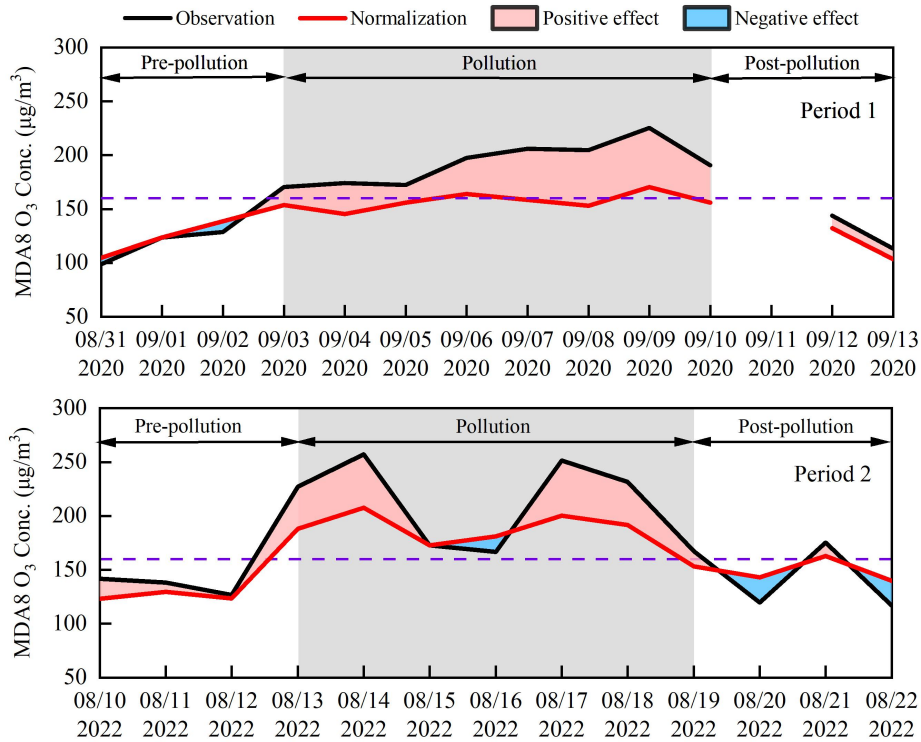 Observation Normalization Positive effect Negative effect
MDA8 O₃ Conc. (μg/m³)
300
250
200
150
100
50
Pre-pollution Pollution Post-pollution
Period 1
08/31 09/01 09/02 09/03 09/04 09/05 09/06 09/07 09/08 09/09 09/10 09/11 09/12 09/13
2020 2020 2020 2020 2020 2020 2020 2020 2020 2020 2020 2020 2020 2020
MDA8 O₃ Conc. (μg/m³)
300
250
200
150
100
50
Pre-pollution Pollution Post-pollution
Period 2
08/10 08/11 08/12 08/13 08/14 08/15 08/16 08/17 08/18 08/19 08/20 08/21 08/22
2022 2022 2022 2022 2022 2022 2022 2022 2022 2022 2022 2022 2022